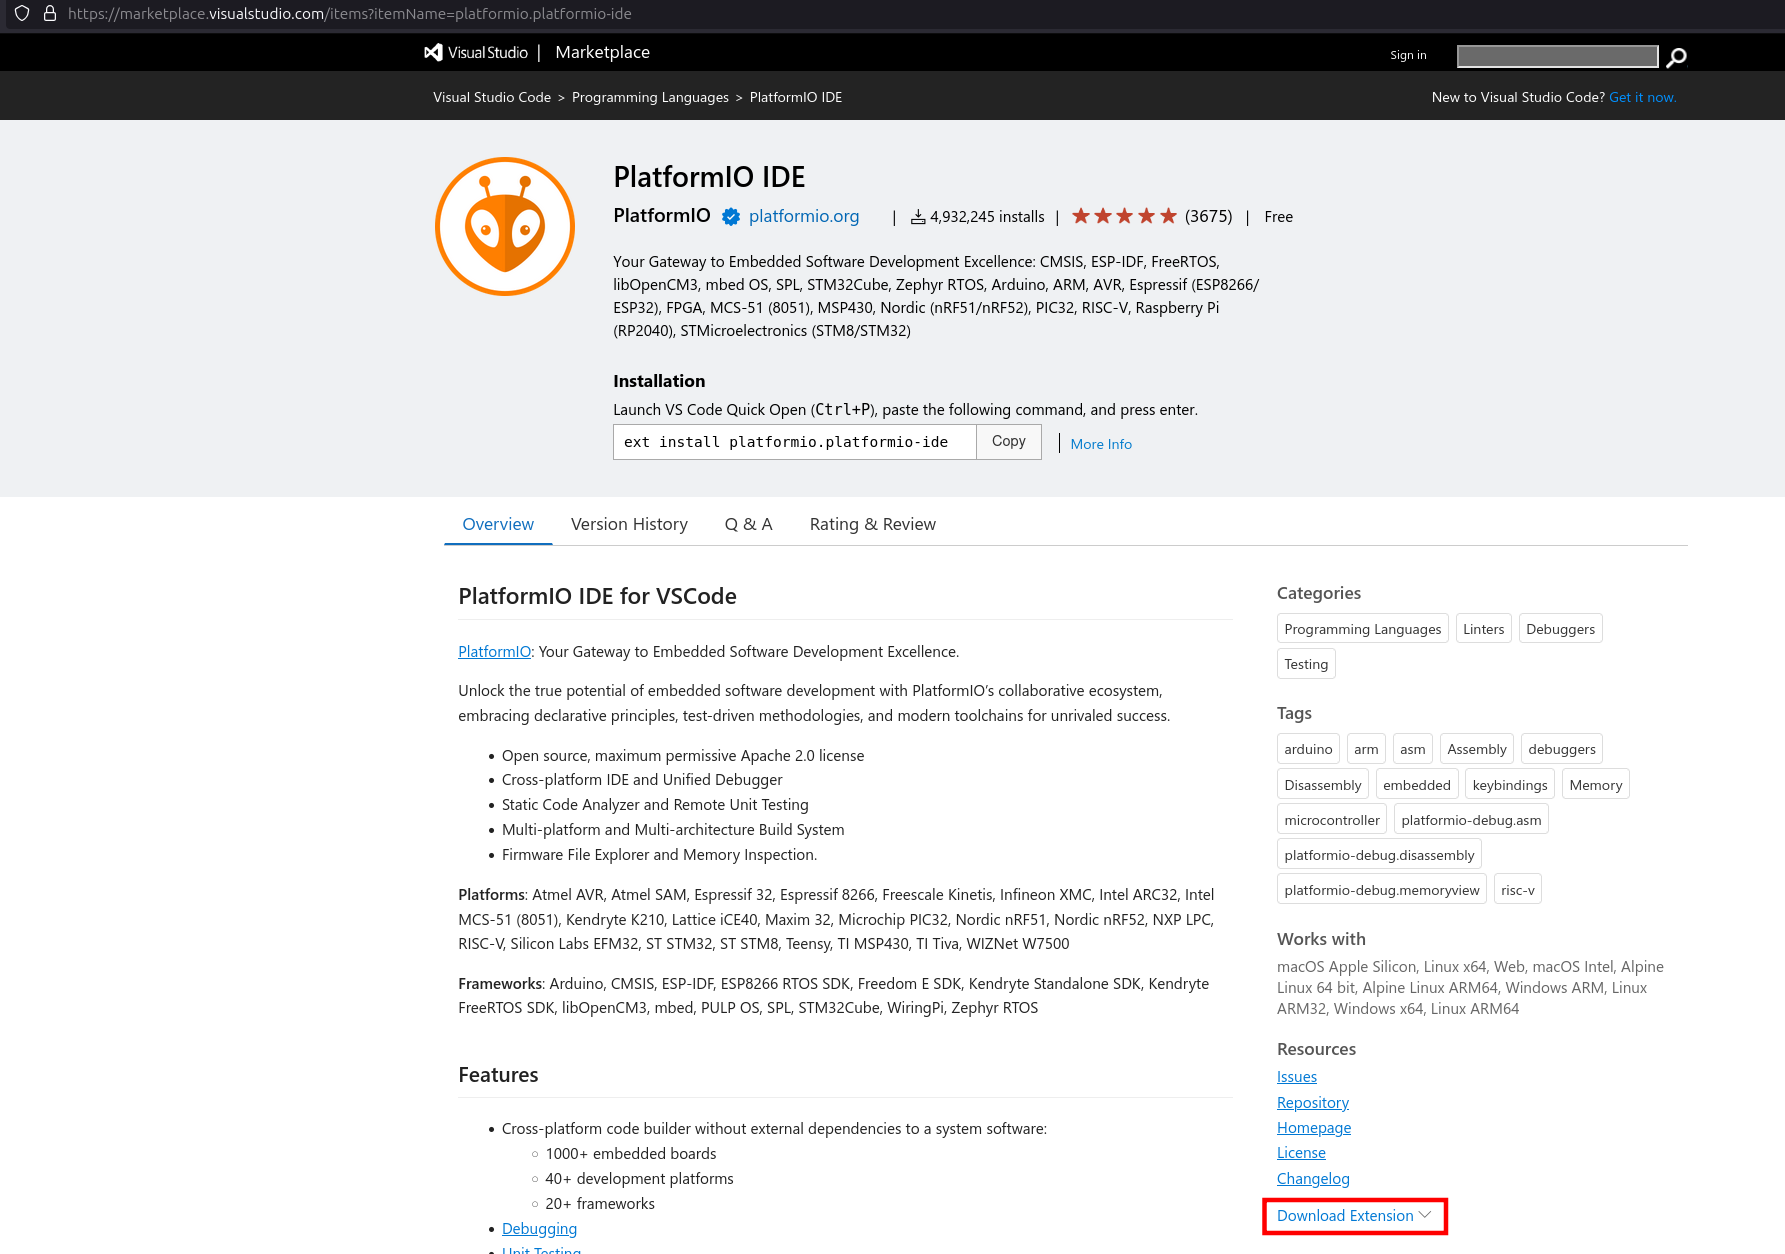 https://marketplace.visualstudio.com/items?itemName=platformio.platformio-ide
Visual Studio | Marketplace
Sign in
Visual Studio Code > Programming Languages > PlatformIO IDE
New to Visual Studio Code? Get it now.
PlatformIO IDE
PlatformIO platformio.org | 4,932,245 installs | (3675) | Free
Your Gateway to Embedded Software Development Excellence: CMSIS, ESP-IDF, FreeRTOS,
libOpenCM3, mbed OS, SPL, STM32Cube, Zephyr RTOS, Arduino, ARM, AVR, Espressif (ESP8266/
ESP32), FPGA, MCS-51 (8051), MSP430, Nordic (nRF51/nRF52), PIC32, RISC-V, Raspberry Pi
(RP2040), STMicroelectronics (STM8/STM32)
Installation
Launch VS Code Quick Open (Ctrl+P), paste the following command, and press enter.
ext install platformio.platformio-ide
Copy
| More Info
Overview
Version History
Q & A
Rating & Review
PlatformIO IDE for VSCode
PlatformIO: Your Gateway to Embedded Software Development Excellence.
Unlock the true potential of embedded software development with PlatformIO's collaborative ecosystem,
embracing declarative principles, test-driven methodologies, and modern toolchains for unrivaled success.
• Open source, maximum permissive Apache 2.0 license
• Cross-platform IDE and Unified Debugger
• Static Code Analyzer and Remote Unit Testing
• Multi-platform and Multi-architecture Build System
• Firmware File Explorer and Memory Inspection.
Platforms: Atmel AVR, Atmel SAM, Espressif 32, Espressif 8266, Freescale Kinetis, Infineon XMC, Intel ARC32, Intel
MCS-51 (8051), Kendryte K210, Lattice iCE40, Maxim 32, Microchip PIC32, Nordic nRF51, Nordic nRF52, NXP LPC,
RISC-V, Silicon Labs EFM32, ST STM32, ST STM8, Teensy, TI MSP430, TI Tiva, WIZNet W7500
Frameworks: Arduino, CMSIS, ESP-IDF, ESP8266 RTOS SDK, Freedom E SDK, Kendryte Standalone SDK, Kendryte
FreeRTOS SDK, libOpenCM3, mbed, PULP OS, SPL, STM32Cube, WiringPi, Zephyr RTOS
Features
• Cross-platform code builder without external dependencies to a system software:
◦ 1000+ embedded boards
◦ 40+ development platforms
◦ 20+ frameworks
• Debugging
• Unit Testing
Categories
Programming Languages
Linters
Debuggers
Testing
Tags
arduino
arm
asm
Assembly
debuggers
Disassembly
embedded
keybindings
Memory
microcontroller
platformio-debug.asm
platformio-debug.disassembly
platformio-debug.memoryview
risc-v
Works with
macOS Apple Silicon, Linux x64, Web, macOS Intel, Alpine
Linux 64 bit, Alpine Linux ARM64, Windows ARM, Linux
ARM32, Windows x64, Linux ARM64
Resources
Issues
Repository
Homepage
License
Changelog
Download Extension